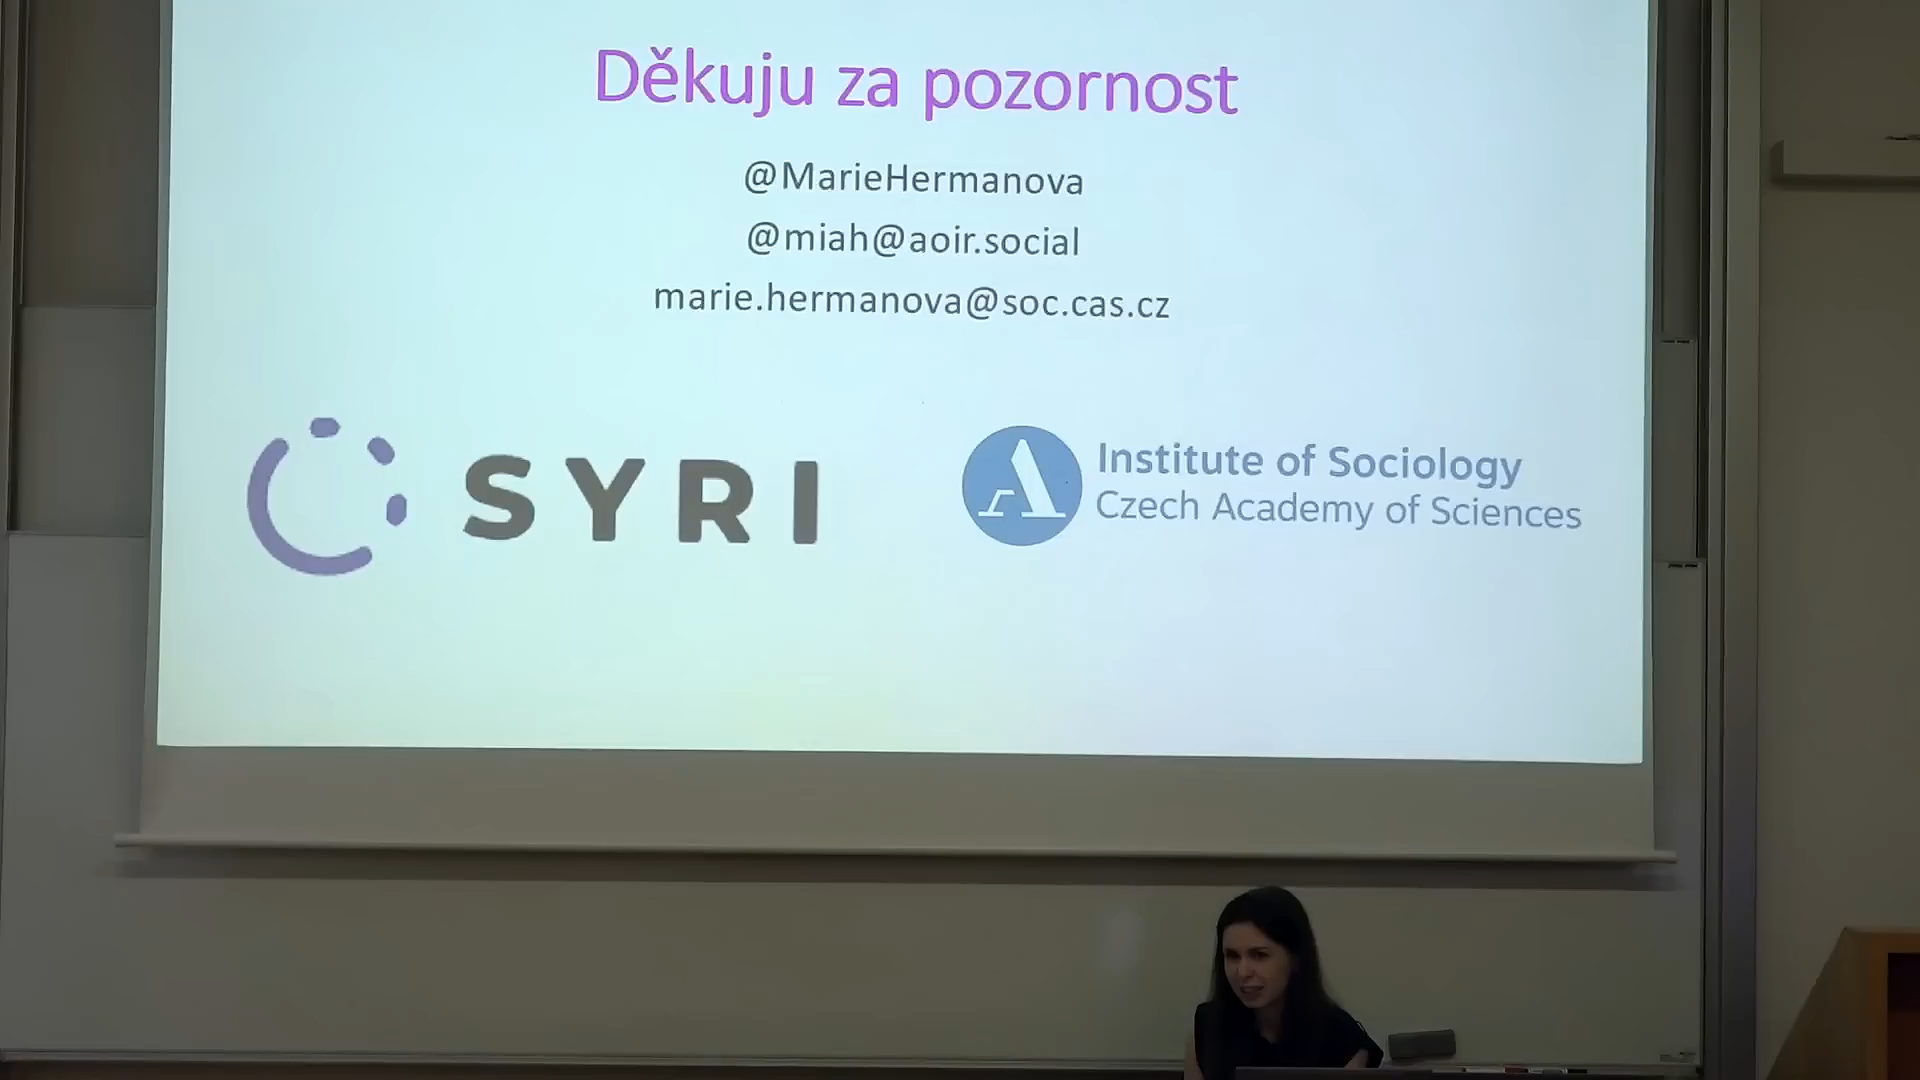 Děkuju za pozornost
@MarieHermanova
@miah@aoir.social
marie.hermanova@soc.cas.cz
SYRI
Institute of Sociology
Czech Academy of Sciences